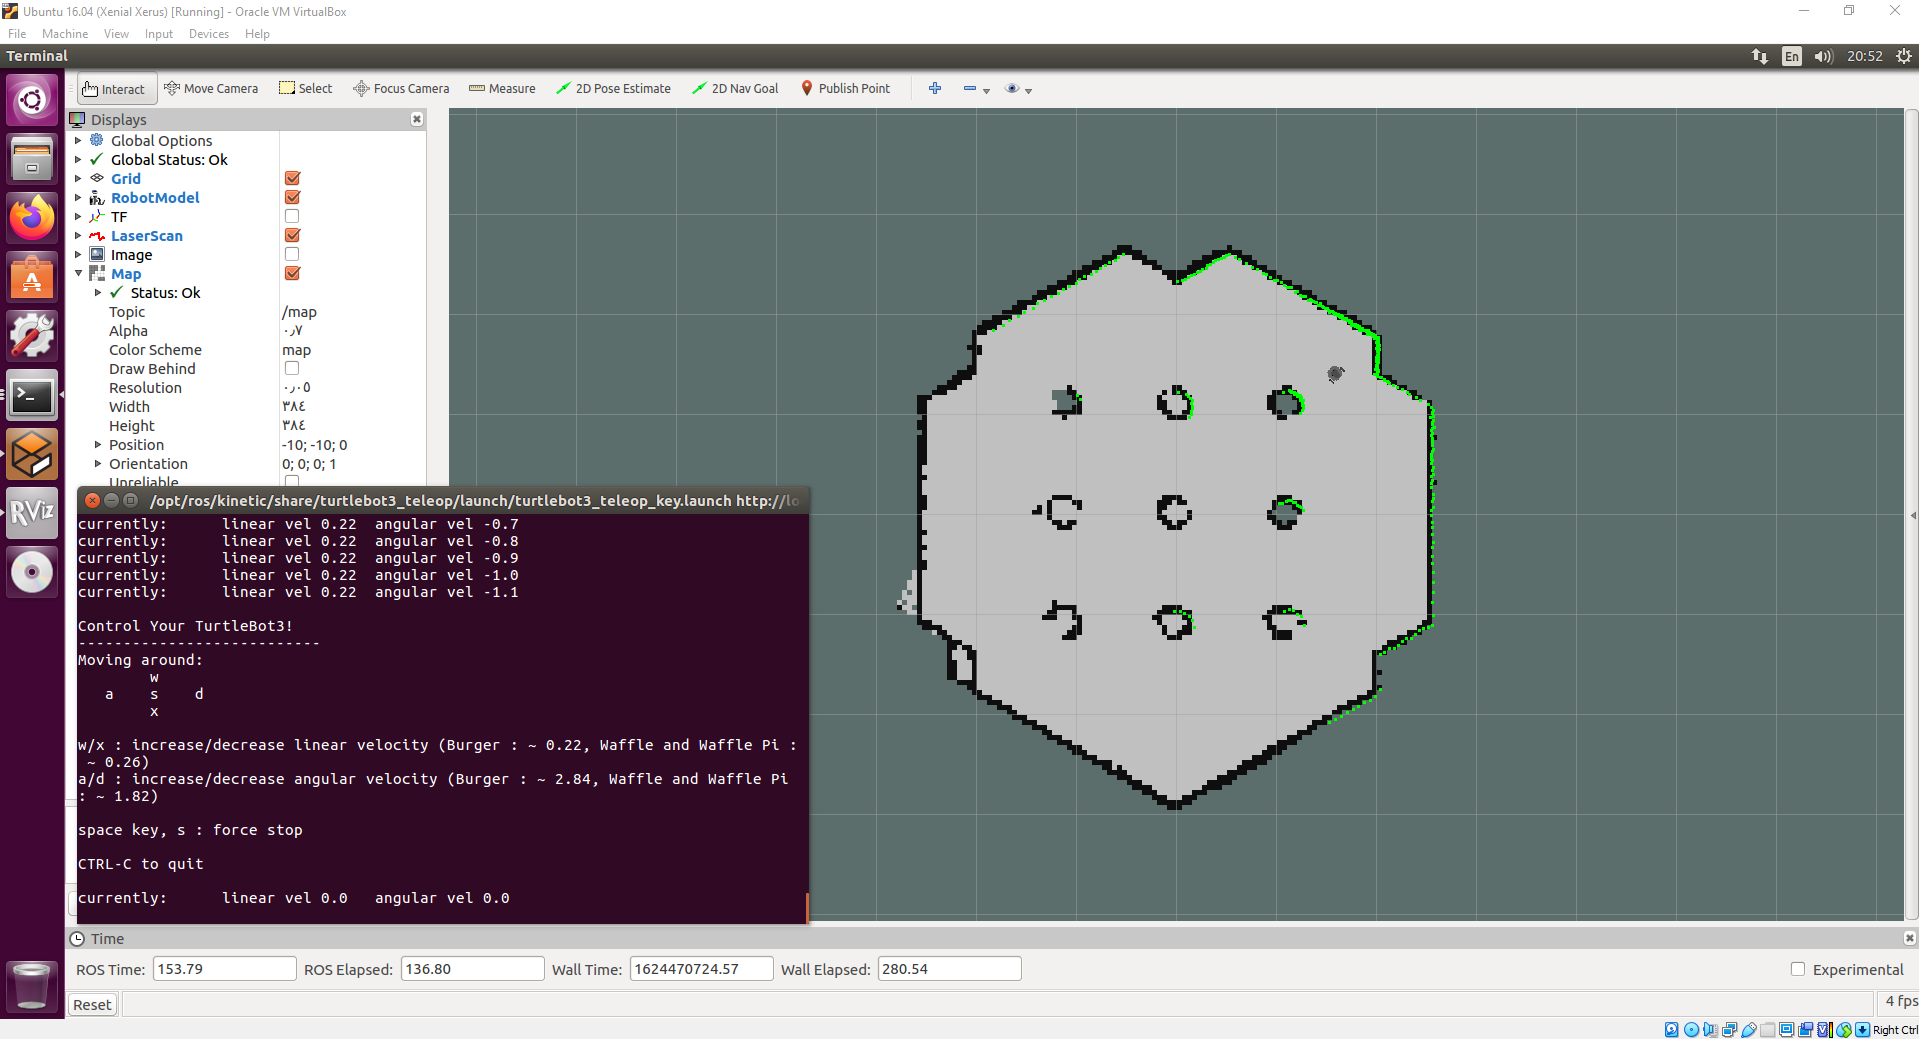 Ubuntu 16.04 (Xenial Xerus) [Running] - Oracle VM VirtualBox
File Machine View Input Devices Help
Terminal
En
20:52
Interact Move Camera Select Focus Camera Measure 2D Pose Estimate 2D Nav Goal Publish Point
Displays
Global Options
Global Status: Ok
Grid
RobotModel
TF
LaserScan
Image
Map
Status: Ok
Topic /map
Alpha ٠٫٧
Color Scheme map
Draw Behind
Resolution ٠٫٠٥
Width ٣٨٤
Height ٣٨٤
Position -10; -10; 0
Orientation 0; 0; 0; 1
Unreliable
/opt/ros/kinetic/share/turtlebot3_teleop/launch/turtlebot3_teleop_key.launch http://lo
currently: linear vel 0.22 angular vel -0.7
currently: linear vel 0.22 angular vel -0.8
currently: linear vel 0.22 angular vel -0.9
currently: linear vel 0.22 angular vel -1.0
currently: linear vel 0.22 angular vel -1.1
Control Your TurtleBot3!
---------------------------
Moving around:
w
a s d
x
w/x : increase/decrease linear velocity (Burger : ~ 0.22, Waffle and Waffle Pi :
~ 0.26)
a/d : increase/decrease angular velocity (Burger : ~ 2.84, Waffle and Waffle Pi
: ~ 1.82)
space key, s : force stop
CTRL-C to quit
currently: linear vel 0.0 angular vel 0.0
RViz
Time
ROS Time: 153.79 ROS Elapsed: 136.80 Wall Time: 1624470724.57 Wall Elapsed: 280.54 Experimental
Reset
4 fps
Right Ctrl